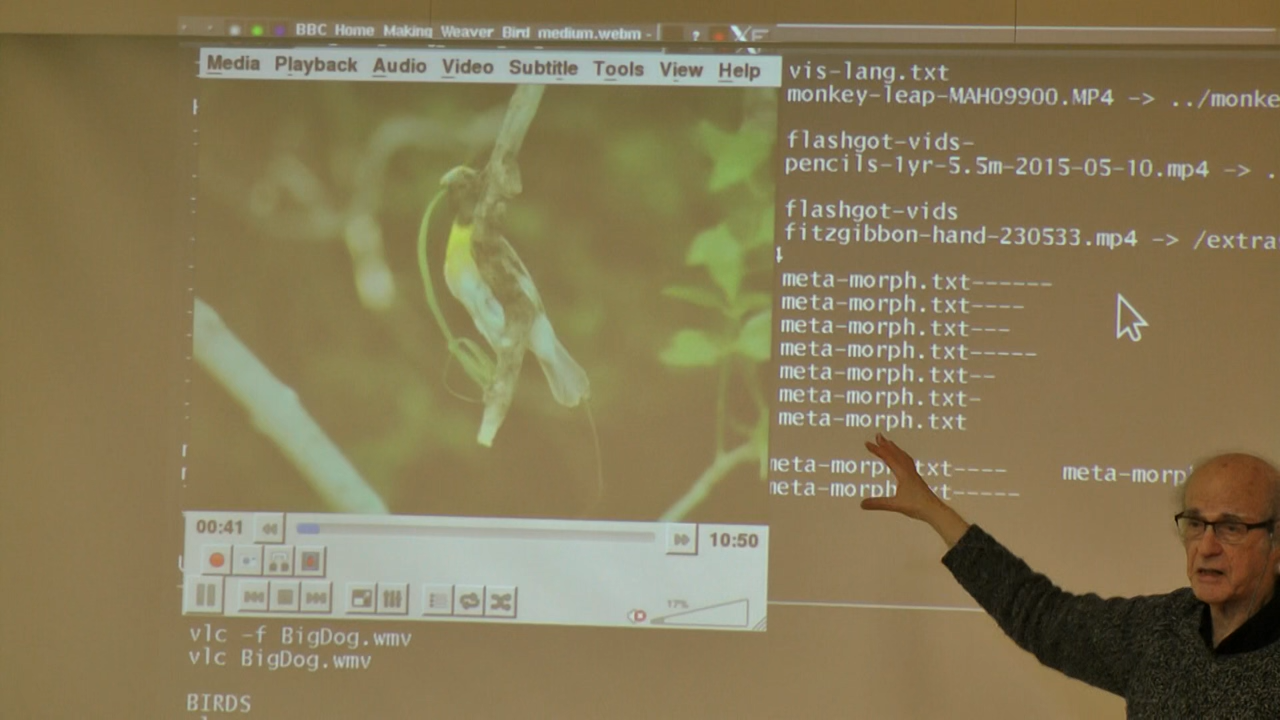 BBC Home Making Weaver Bird medium.webm - ?
Media Playback Audio Video Subtitle Tools View Help
vis-lang.txt
monkey-leap-MAH09900.MP4 -> ../monke
flashgot-vids-
pencils-1yr-5.5m-2015-05-10.mp4 -> .
flashgot-vids
fitzgibbon-hand-230533.mp4 -> /extra
4
meta-morph.txt------
meta-morph.txt----
meta-morph.txt---
meta-morph.txt-----
meta-morph.txt--
meta-morph.txt-
meta-morph.txt
meta-morph.txt---- meta-morp
meta-morph.txt-----
00:41 10:50
17%
vlc -f BigDog.wmv
vlc BigDog.wmv
BIRDS